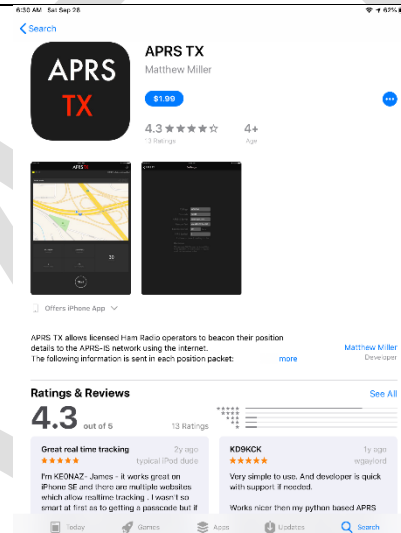 6:30 AM Sat Sep 28
62%
Search
APRS
TX
APRS TX
Matthew Miller
$1.99
4.3
4+
13 Ratings
Age
APRSTX
Offers iPhone App
APRS TX allows licensed Ham Radio operators to beacon their position
details to the APRS-IS network using the internet.
The following information is sent in each position packet:
more
Matthew Miller
Developer
Ratings & Reviews
See All
4.3 out of 5
13 Ratings
Great real time tracking
2y ago
typical iPod dude
I'm KE0NAZ- James - it works great on
iPhone SE and there are multiple websites
which allow realtime tracking . I wasn't so
smart at first as to getting a passcode but if
KD9KCK
1y ago
wgaylord
Very simple to use. And developer is quick
with support if needed.
Works nicer then my python based APRS
Today
Games
Apps
Updates
Search